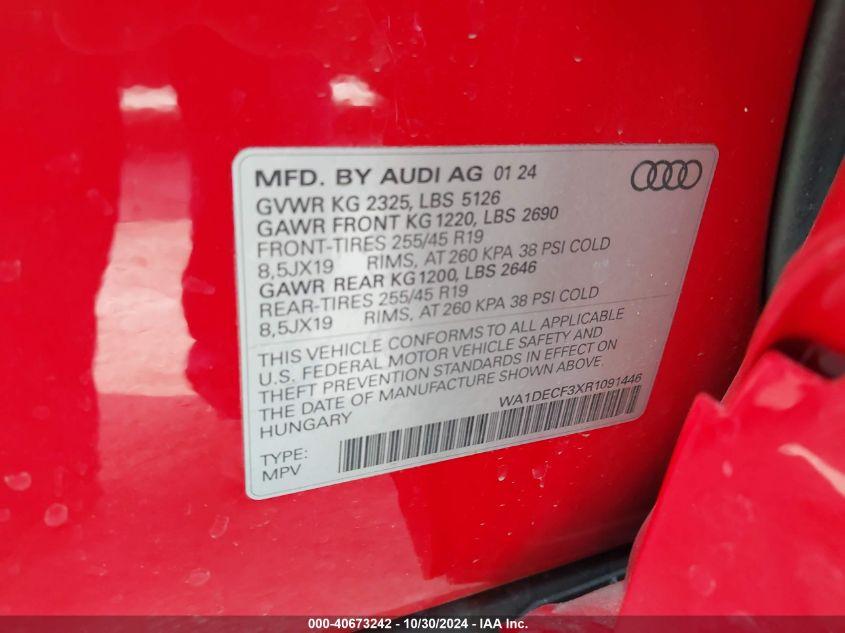 MFD. BY AUDI AG 01 24
GVWR KG 2325, LBS 5126
GAWR FRONT KG 1220, LBS 2690
FRONT-TIRES 255/45 R19
8,5JX19 RIMS, AT 260 KPA 38 PSI COLD
GAWR REAR KG 1200, LBS 2646
REAR-TIRES 255/45 R19
8,5JX19 RIMS, AT 260 KPA 38 PSI COLD
THIS VEHICLE CONFORMS TO ALL APPLICABLE
U.S. FEDERAL MOTOR VEHICLE SAFETY AND
THEFT PREVENTION STANDARDS IN EFFECT ON
THE DATE OF MANUFACTURE SHOWN ABOVE.
HUNGARY
WA1DECF3XR1091446
TYPE:
MPV
000-40673242 - 10/30/2024 - IAA Inc.